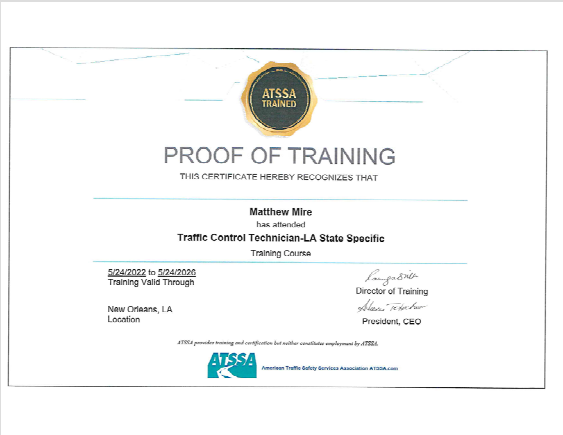 ATSSA
TRAINED
PROOF OF TRAINING
THIS CERTIFICATE HEREBY RECOGNIZES THAT
Matthew Mire
has attended
Traffic Control Technician-LA State Specific
Training Course
5/24/2022 to 5/24/2026
Training Valid Through
Director of Training
New Orleans, LA
Location
President, CEO
ATSSA provides training and certification but neither constitutes employment by ATSSA.
ATSSA
American Traffic Safety Services Association ATSSA.com